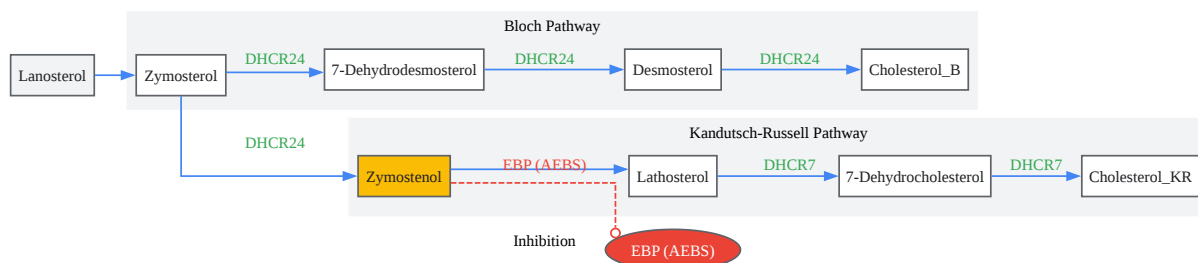 Bloch Pathway
DHCR24
DHCR24
DHCR24
Lanosterol
Zymosterol
7-Dehydrodesmosterol
Desmosterol
Cholesterol_B
Kandutsch-Russell Pathway
DHCR24
EBP (AEBS)
DHCR7
DHCR7
Zymostenol
Lathosterol
7-Dehydrocholesterol
Cholesterol_KR
Inhibition
EBP (AEBS)